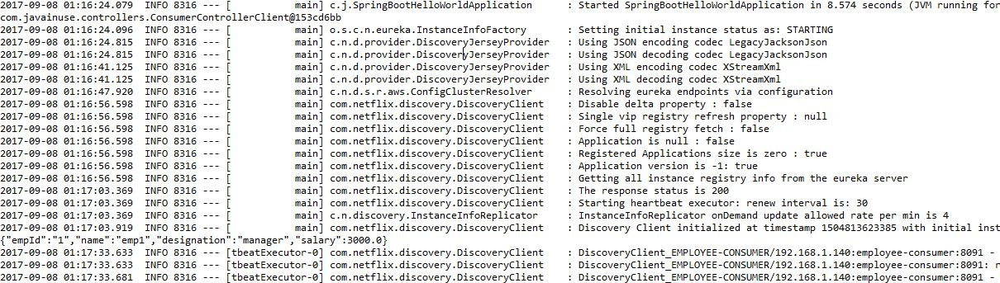 2017-09-08 01:16:24.079  INFO 8316 --- [           main] c.j.SpringBootHelloWorldApplication      : Started SpringBootHelloWorldApplication in 8.574 seconds (JVM running for
com.javainuse.controllers.ConsumerControllerClient@153cd6bb
2017-09-08 01:16:24.096  INFO 8316 --- [           main] o.s.c.n.eureka.InstanceInfoFactory       : Setting initial instance status as: STARTING
2017-09-08 01:16:24.815  INFO 8316 --- [           main] c.n.d.provider.DiscoveryJerseyProvider   : Using JSON encoding codec LegacyJacksonJson
2017-09-08 01:16:24.815  INFO 8316 --- [           main] c.n.d.provider.DiscoveryJerseyProvider   : Using JSON decoding codec LegacyJacksonJson
2017-09-08 01:16:41.125  INFO 8316 --- [           main] c.n.d.provider.DiscoveryJerseyProvider   : Using XML encoding codec XStreamXml
2017-09-08 01:16:41.125  INFO 8316 --- [           main] c.n.d.provider.DiscoveryJerseyProvider   : Using XML decoding codec XStreamXml
2017-09-08 01:16:47.920  INFO 8316 --- [           main] c.n.d.s.r.aws.ConfigClusterResolver      : Resolving eureka endpoints via configuration
2017-09-08 01:16:56.598  INFO 8316 --- [           main] com.netflix.discovery.DiscoveryClient    : Disable delta property : false
2017-09-08 01:16:56.598  INFO 8316 --- [           main] com.netflix.discovery.DiscoveryClient    : Single vip registry refresh property : null
2017-09-08 01:16:56.598  INFO 8316 --- [           main] com.netflix.discovery.DiscoveryClient    : Force full registry fetch : false
2017-09-08 01:16:56.598  INFO 8316 --- [           main] com.netflix.discovery.DiscoveryClient    : Application is null : false
2017-09-08 01:16:56.598  INFO 8316 --- [           main] com.netflix.discovery.DiscoveryClient    : Registered Applications size is zero : true
2017-09-08 01:16:56.598  INFO 8316 --- [           main] com.netflix.discovery.DiscoveryClient    : Application version is -1: true
2017-09-08 01:16:56.598  INFO 8316 --- [           main] com.netflix.discovery.DiscoveryClient    : Getting all instance registry info from the eureka server
2017-09-08 01:17:03.369  INFO 8316 --- [           main] com.netflix.discovery.DiscoveryClient    : The response status is 200
2017-09-08 01:17:03.369  INFO 8316 --- [           main] com.netflix.discovery.DiscoveryClient    : Starting heartbeat executor: renew interval is: 30
2017-09-08 01:17:03.369  INFO 8316 --- [           main] c.n.discovery.InstanceInfoReplicator     : InstanceInfoReplicator onDemand update allowed rate per min is 4
2017-09-08 01:17:03.919  INFO 8316 --- [           main] com.netflix.discovery.DiscoveryClient    : Discovery Client initialized at timestamp 1504813623385 with initial inst
{"empId":"1","name":"emp1","designation":"manager","salary":3000.0}
2017-09-08 01:17:33.633  INFO 8316 --- [tbeatExecutor-0] com.netflix.discovery.DiscoveryClient    : DiscoveryClient_EMPLOYEE-CONSUMER/192.168.1.140:employee-consumer:8091 -
2017-09-08 01:17:33.633  INFO 8316 --- [tbeatExecutor-0] com.netflix.discovery.DiscoveryClient    : DiscoveryClient_EMPLOYEE-CONSUMER/192.168.1.140:employee-consumer:8091: r
2017-09-08 01:17:33.681  INFO 8316 --- [tbeatExecutor-0] com.netflix.discovery.DiscoveryClient    : DiscoveryClient_EMPLOYEE-CONSUMER/192.168.1.140:employee-consumer:8091 -